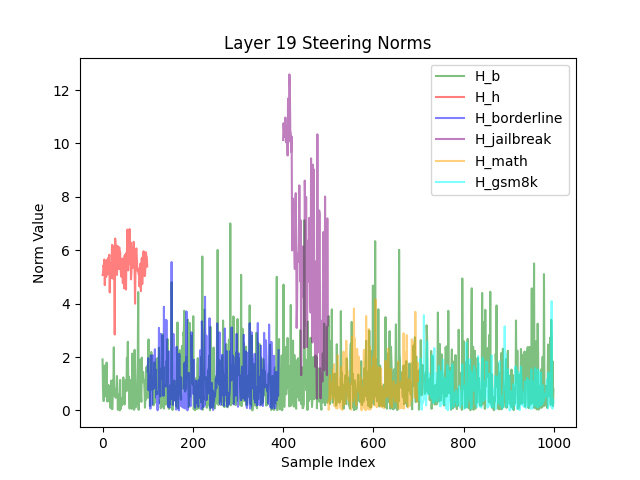 Layer 19 Steering Norms
Norm Value
12
10
8
6
4
2
0
H_b
H_h
H_borderline
H_jailbreak
H_math
H_gsm8k
0 200 400 600 800 1000
Sample Index